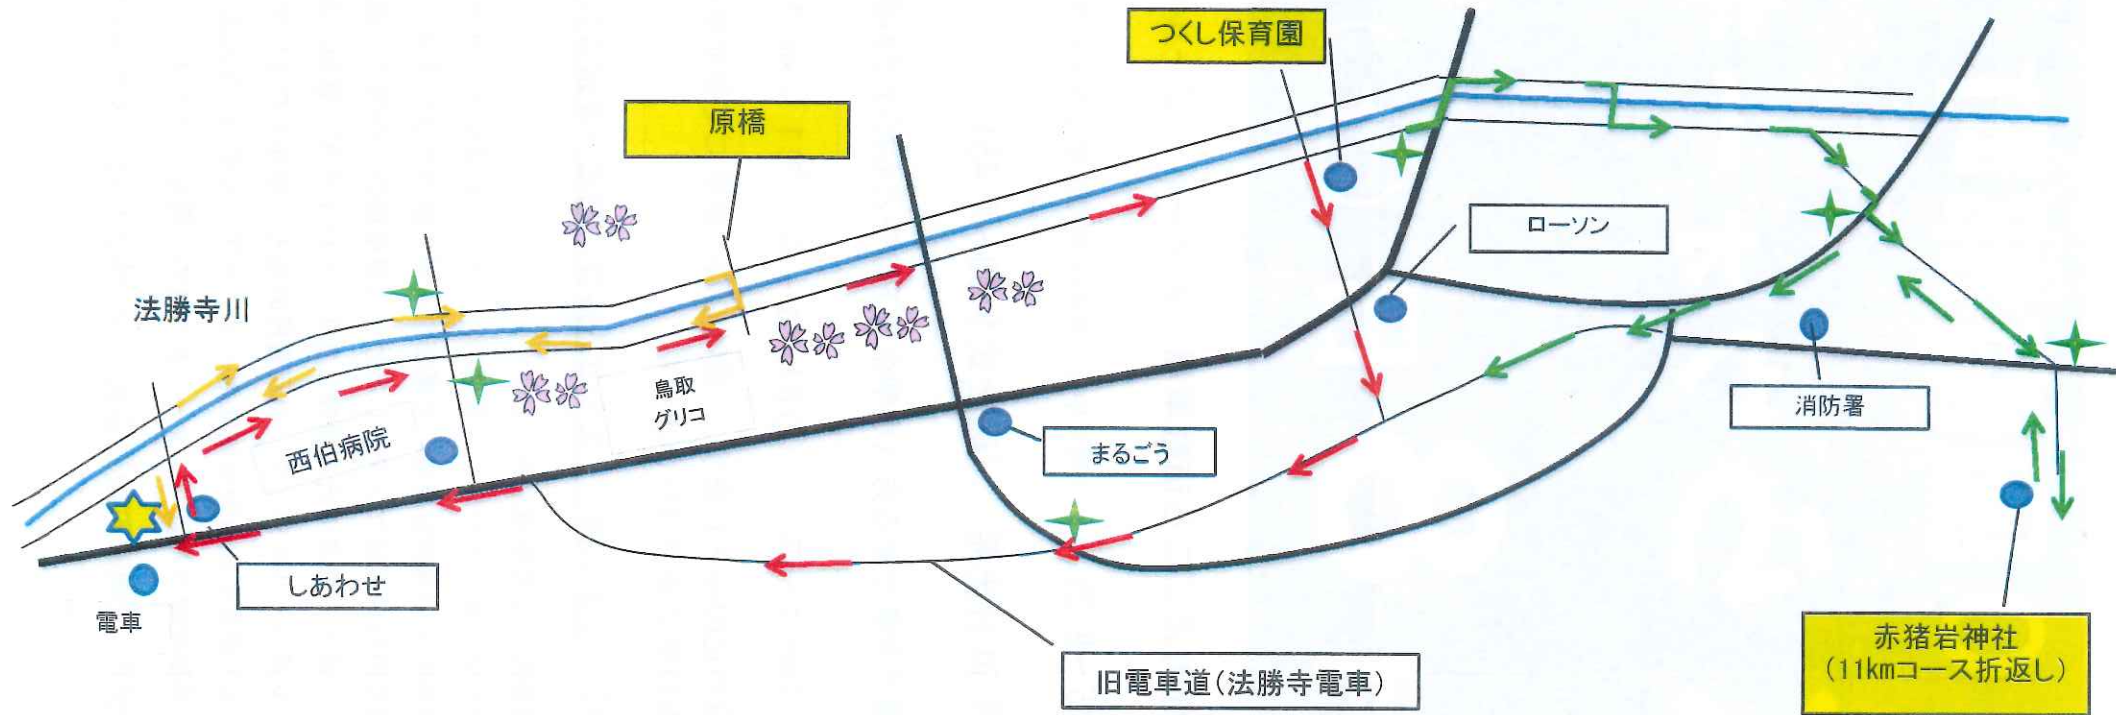 つくし保育園
原橋
ローソン
法勝寺川
鳥取
グリコ
消防署
西伯病院
まるごう
しあわせ
電車
赤猪岩神社
(11kmコース折返し)
旧電車道(法勝寺電車)